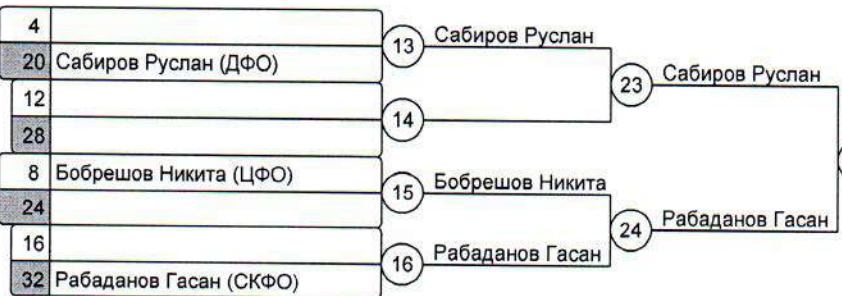 4
20 Сабиров Руслан (ДФО)
12
28
8 Бобрешов Никита (ЦФО)
24
16
32 Рабаданов Гасан (СКФО)
13 Сабиров Руслан
14
15 Бобрешов Никита
16 Рабаданов Гасан
23 Сабиров Руслан
24 Рабаданов Гасан